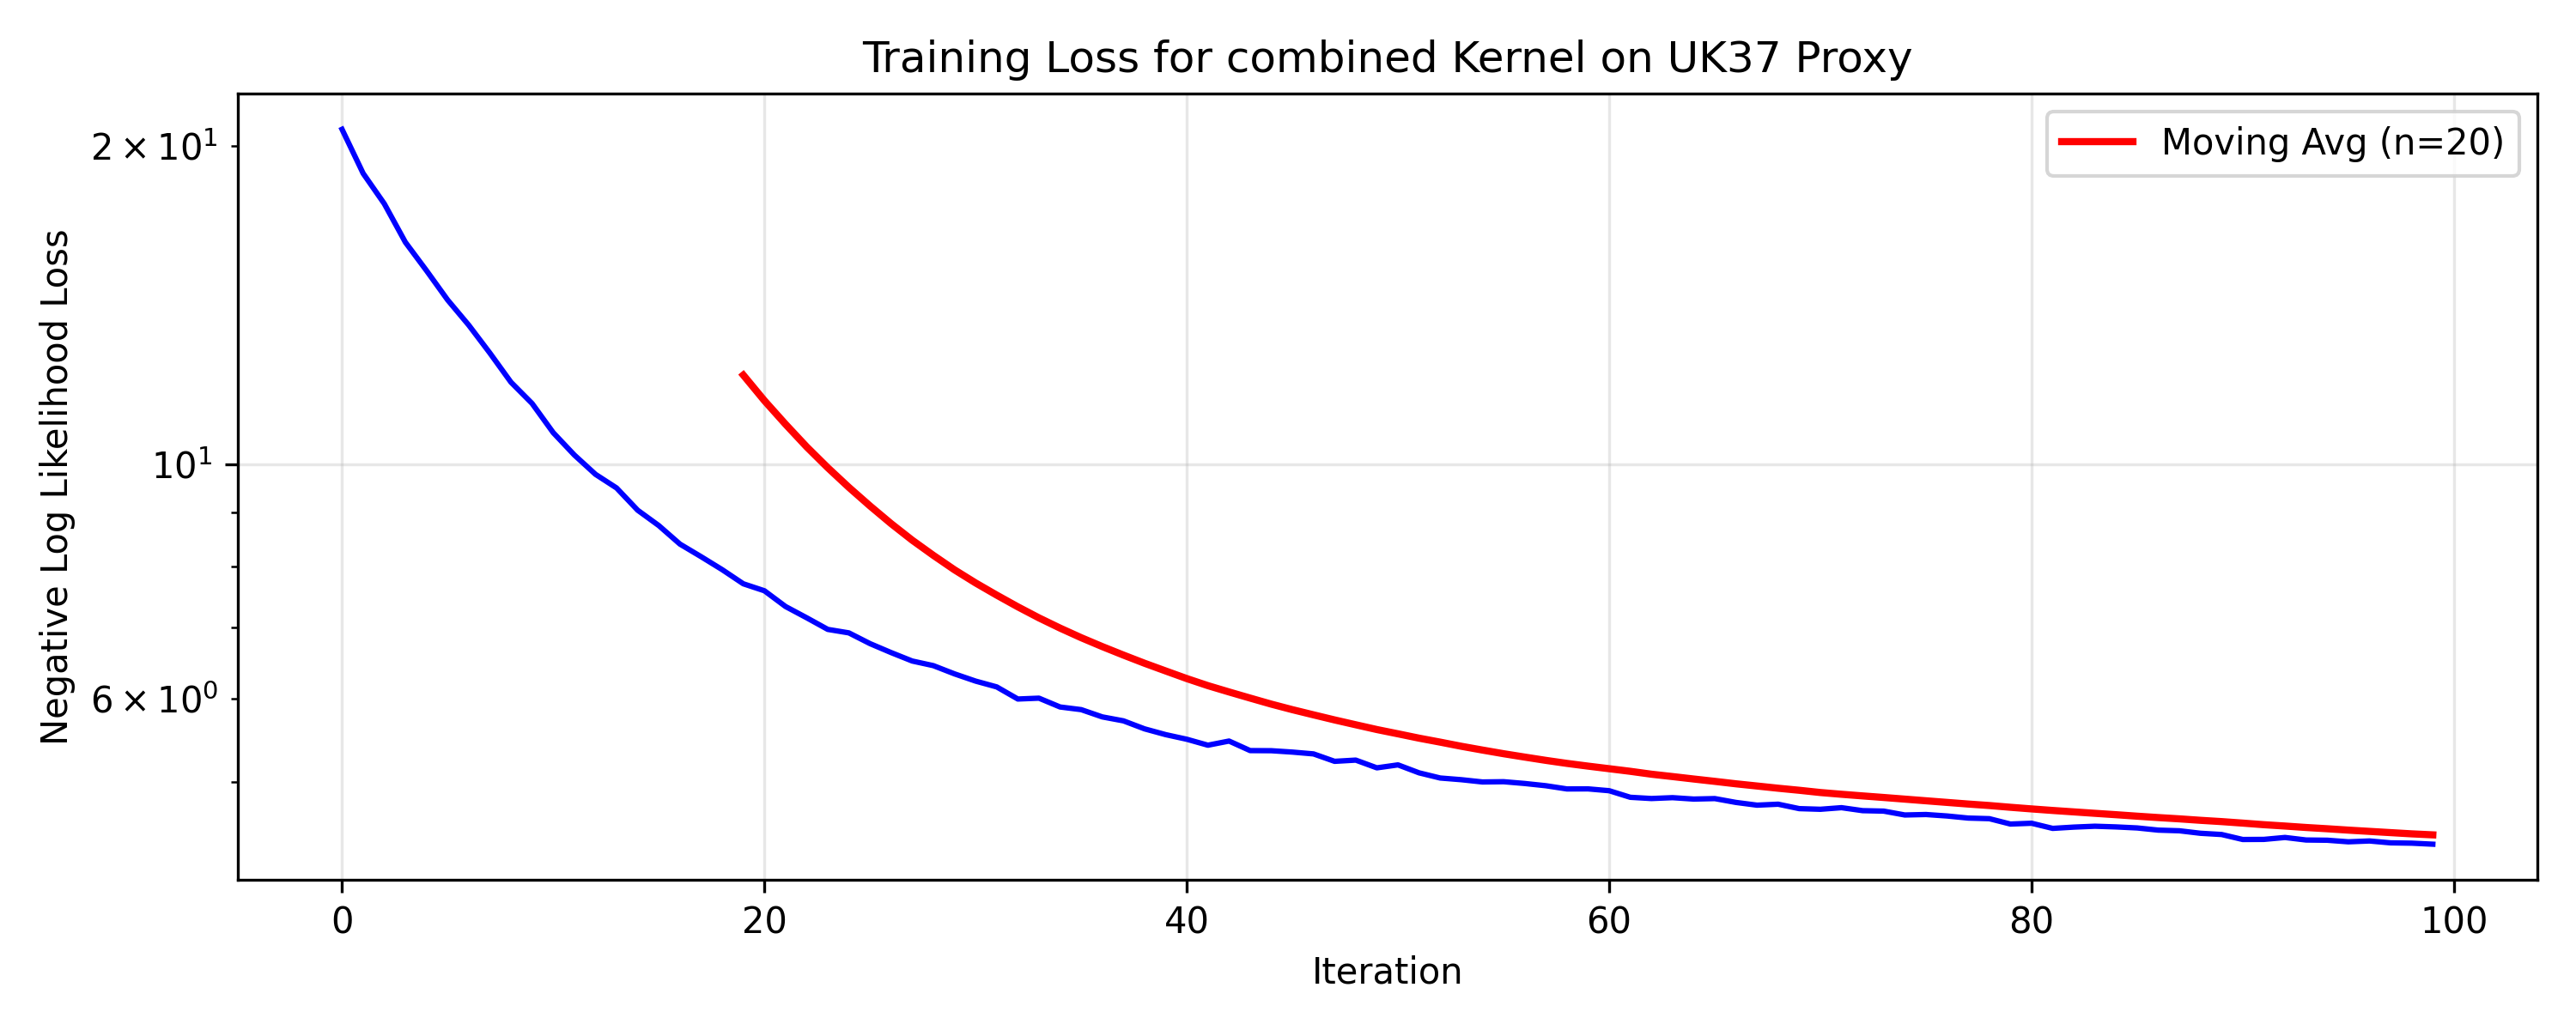 Training Loss for combined Kernel on UK37 Proxy
Moving Avg (n=20)
Negative Log Likelihood Loss
2 × 10¹
10¹
6 × 10⁰
0 20 40 60 80 100
Iteration